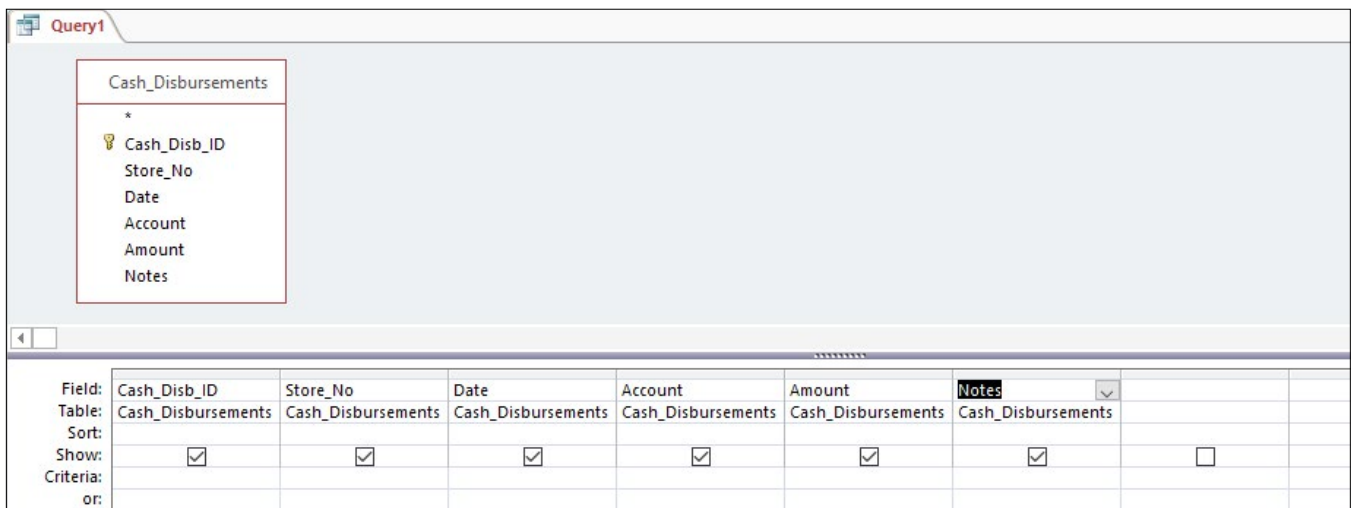 Query1
Cash_Disbursements
*
Cash_Disb_ID
Store_No
Date
Account
Amount
Notes
Field: Cash_Disb_ID Store_No Date Account Amount Notes
Table: Cash_Disbursements Cash_Disbursements Cash_Disbursements Cash_Disbursements Cash_Disbursements Cash_Disbursements
Sort:
Show:
Criteria:
or: